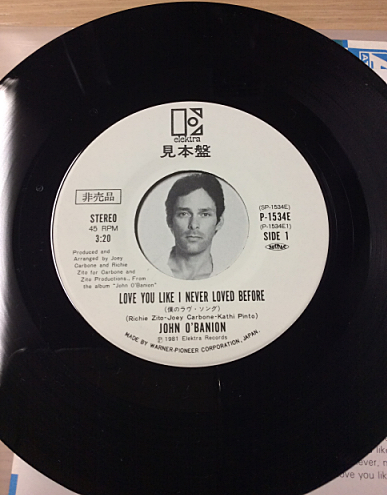 elektra
見本盤
非売品
STEREO
45 RPM
3:20
(SP-1534E)
P-1534E
(P-1534E1)
SIDE 1
Produced and
Arranged by Joey
Carbone and Richie
Zito for Carbone and
Zito Productions.. From
the album "John O'Banion"
LOVE YOU LIKE I NEVER LOVED BEFORE
(僕のラヴ・ソング)
(Richie Zito-Joey Carbone-Kathi Pinto)
JOHN O'BANION
Ⓟ1981 Elektra Records
MADE BY WARNER-PIONEER CORPORATION, JAPAN.